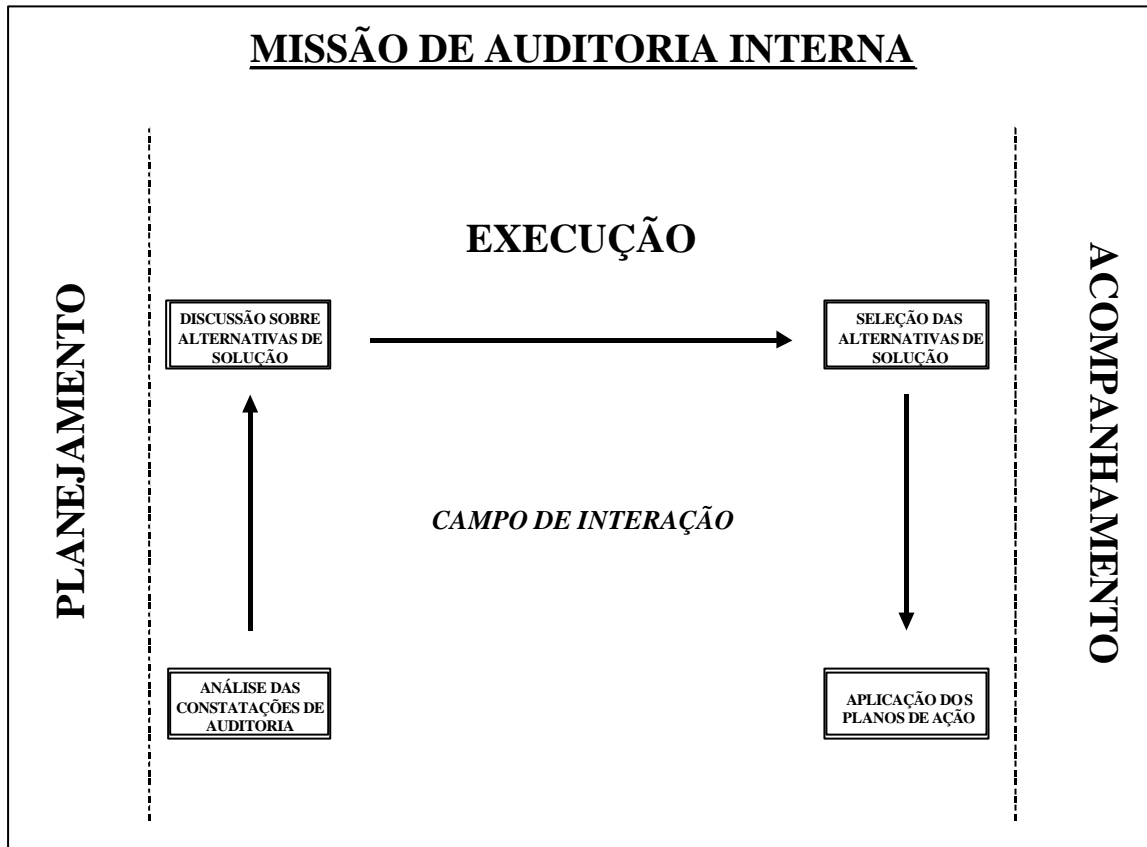 MISSÃO DE AUDITORIA INTERNA
PLANEJAMENTO
EXECUÇÃO
DISCUSSÃO SOBRE
ALTERNATIVAS DE
SOLUÇÃO
SELEÇÃO DAS
ALTERNATIVAS DE
SOLUÇÃO
CAMPO DE INTERAÇÃO
ANÁLISE DAS
CONSTATAÇÕES DE
AUDITORIA
APLICAÇÃO DOS
PLANOS DE AÇÃO
ACOMPANHAMENTO